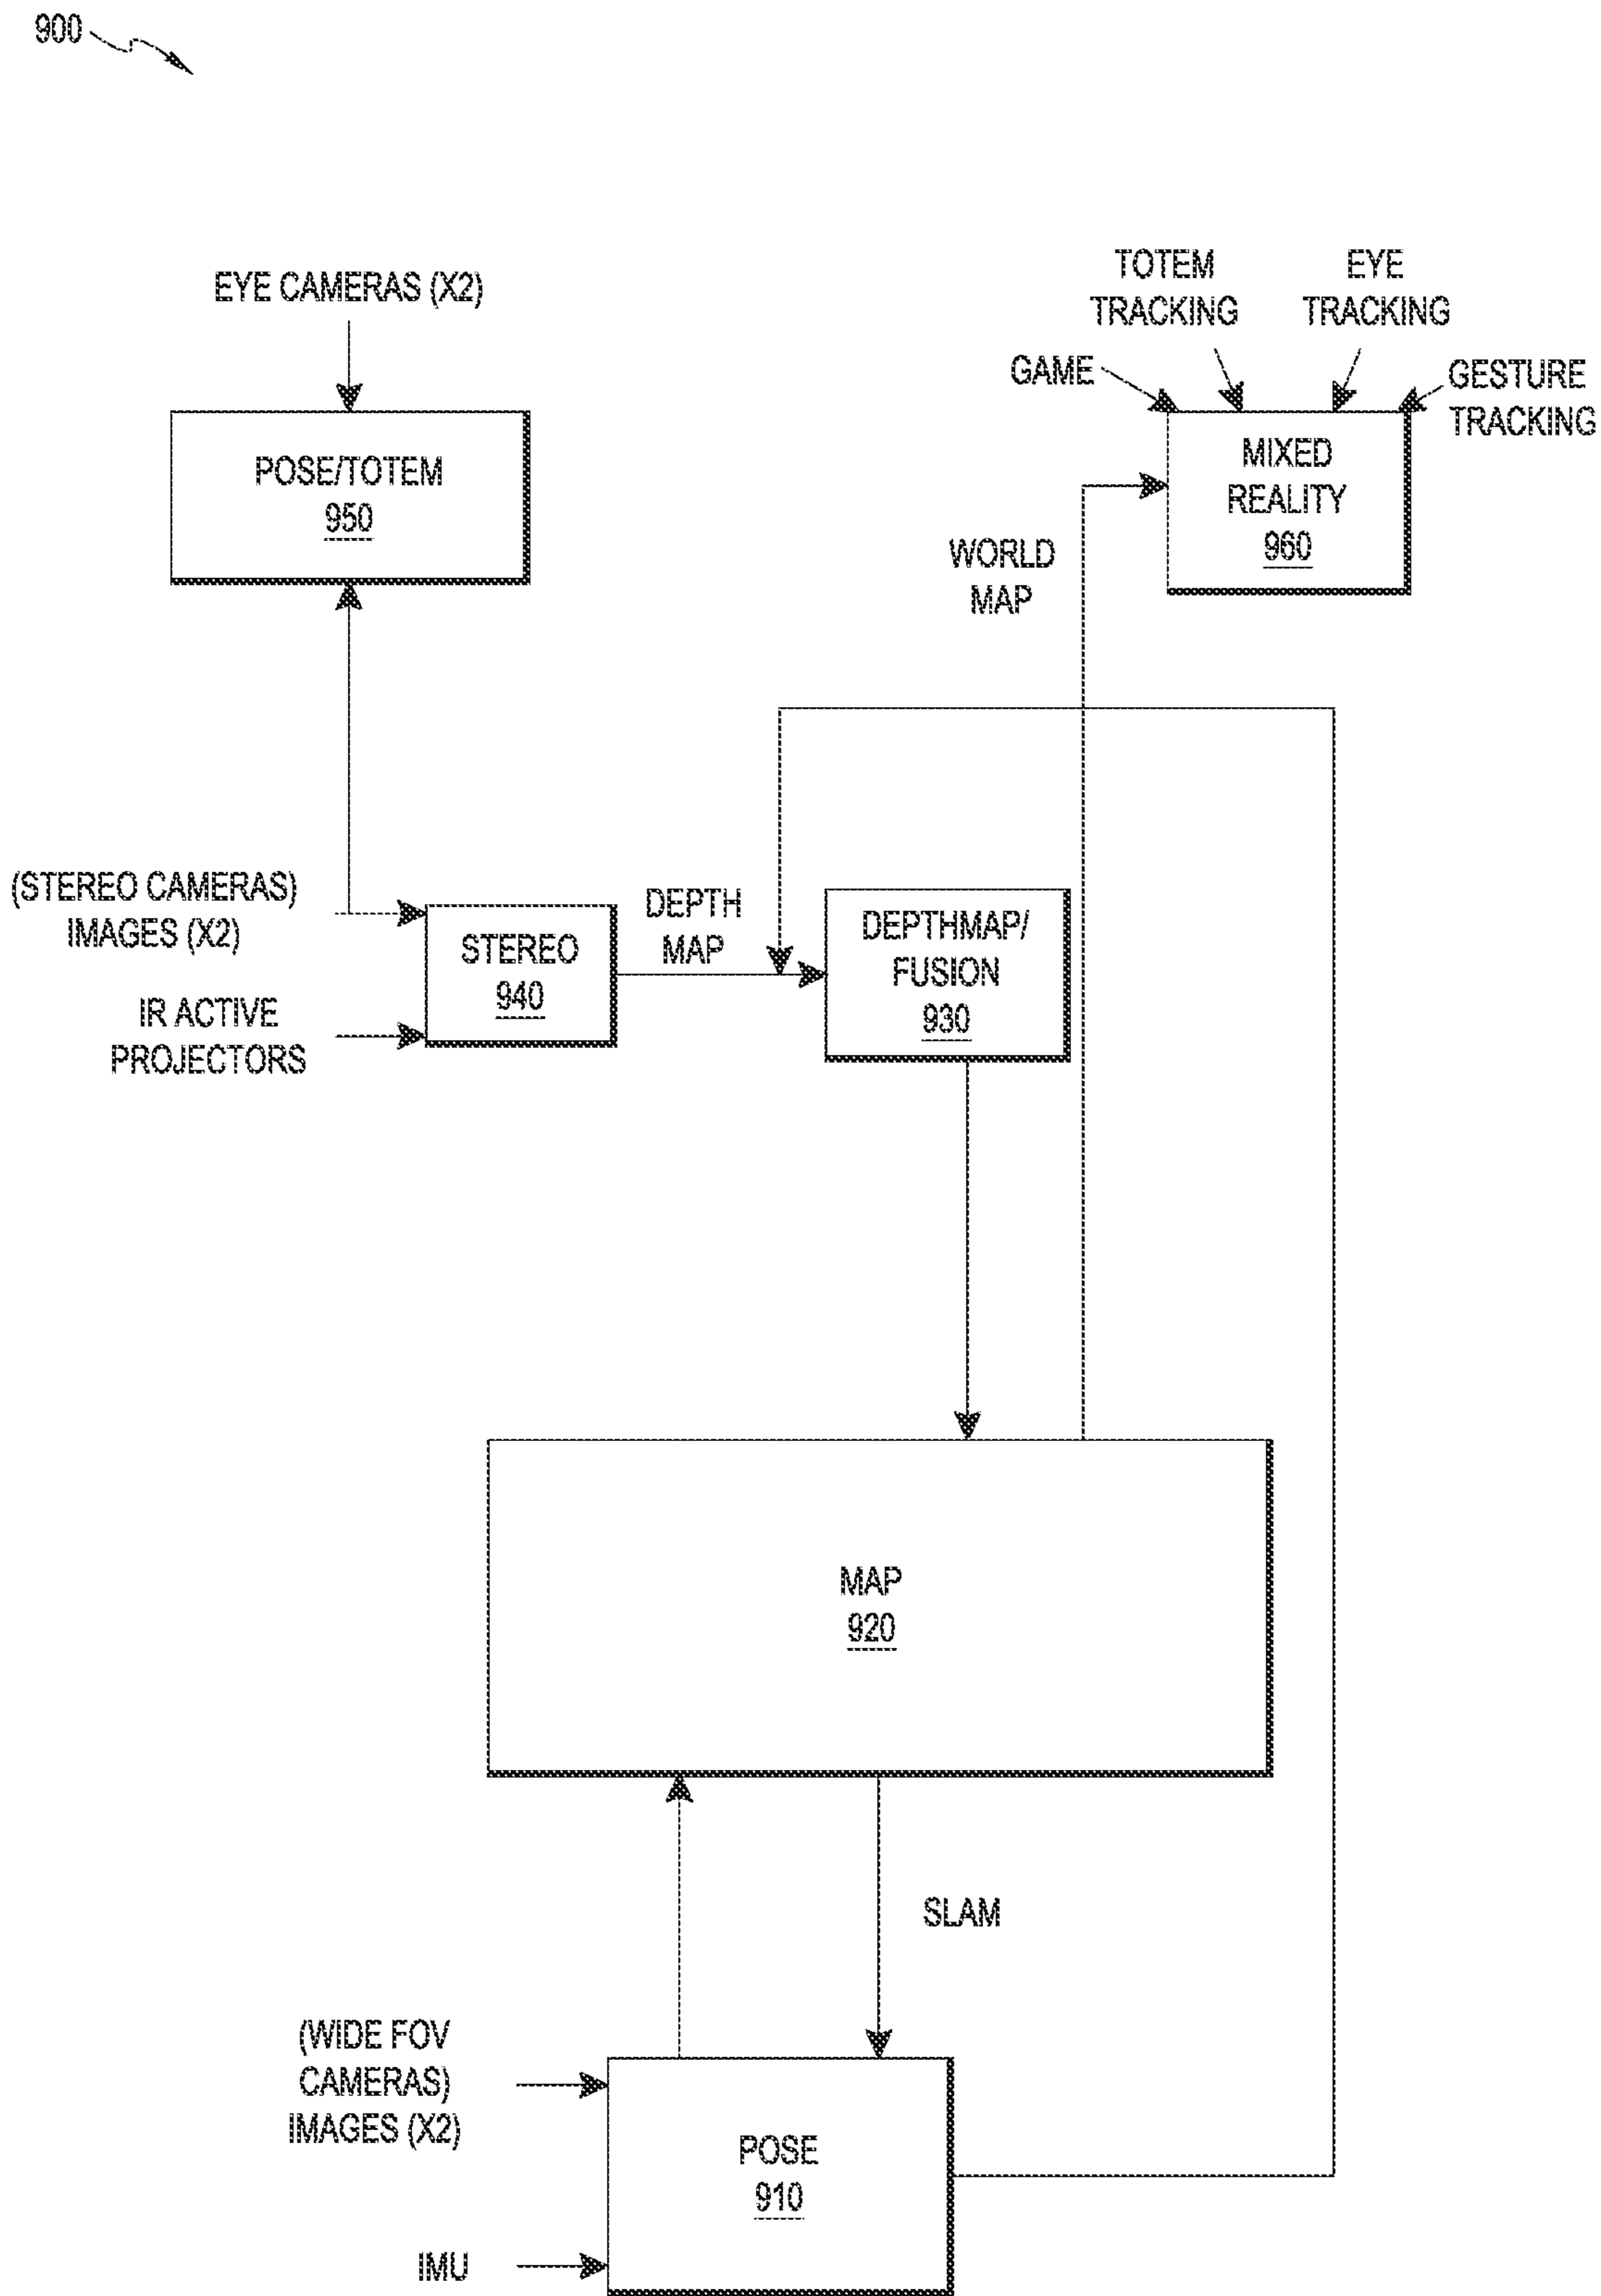 900
EYE CAMERAS (X2)
POSE/TOTEM
950
TOTEM
TRACKING
EYE
TRACKING
GAME
GESTURE
TRACKING
MIXED
REALITY
960
WORLD
MAP
(STEREO CAMERAS)
IMAGES (X2)
IR ACTIVE
PROJECTORS
STEREO
940
DEPTH
MAP
DEPTHMAP/
FUSION
930
MAP
920
SLAM
(WIDE FOV
CAMERAS)
IMAGES (X2)
IMU
POSE
910